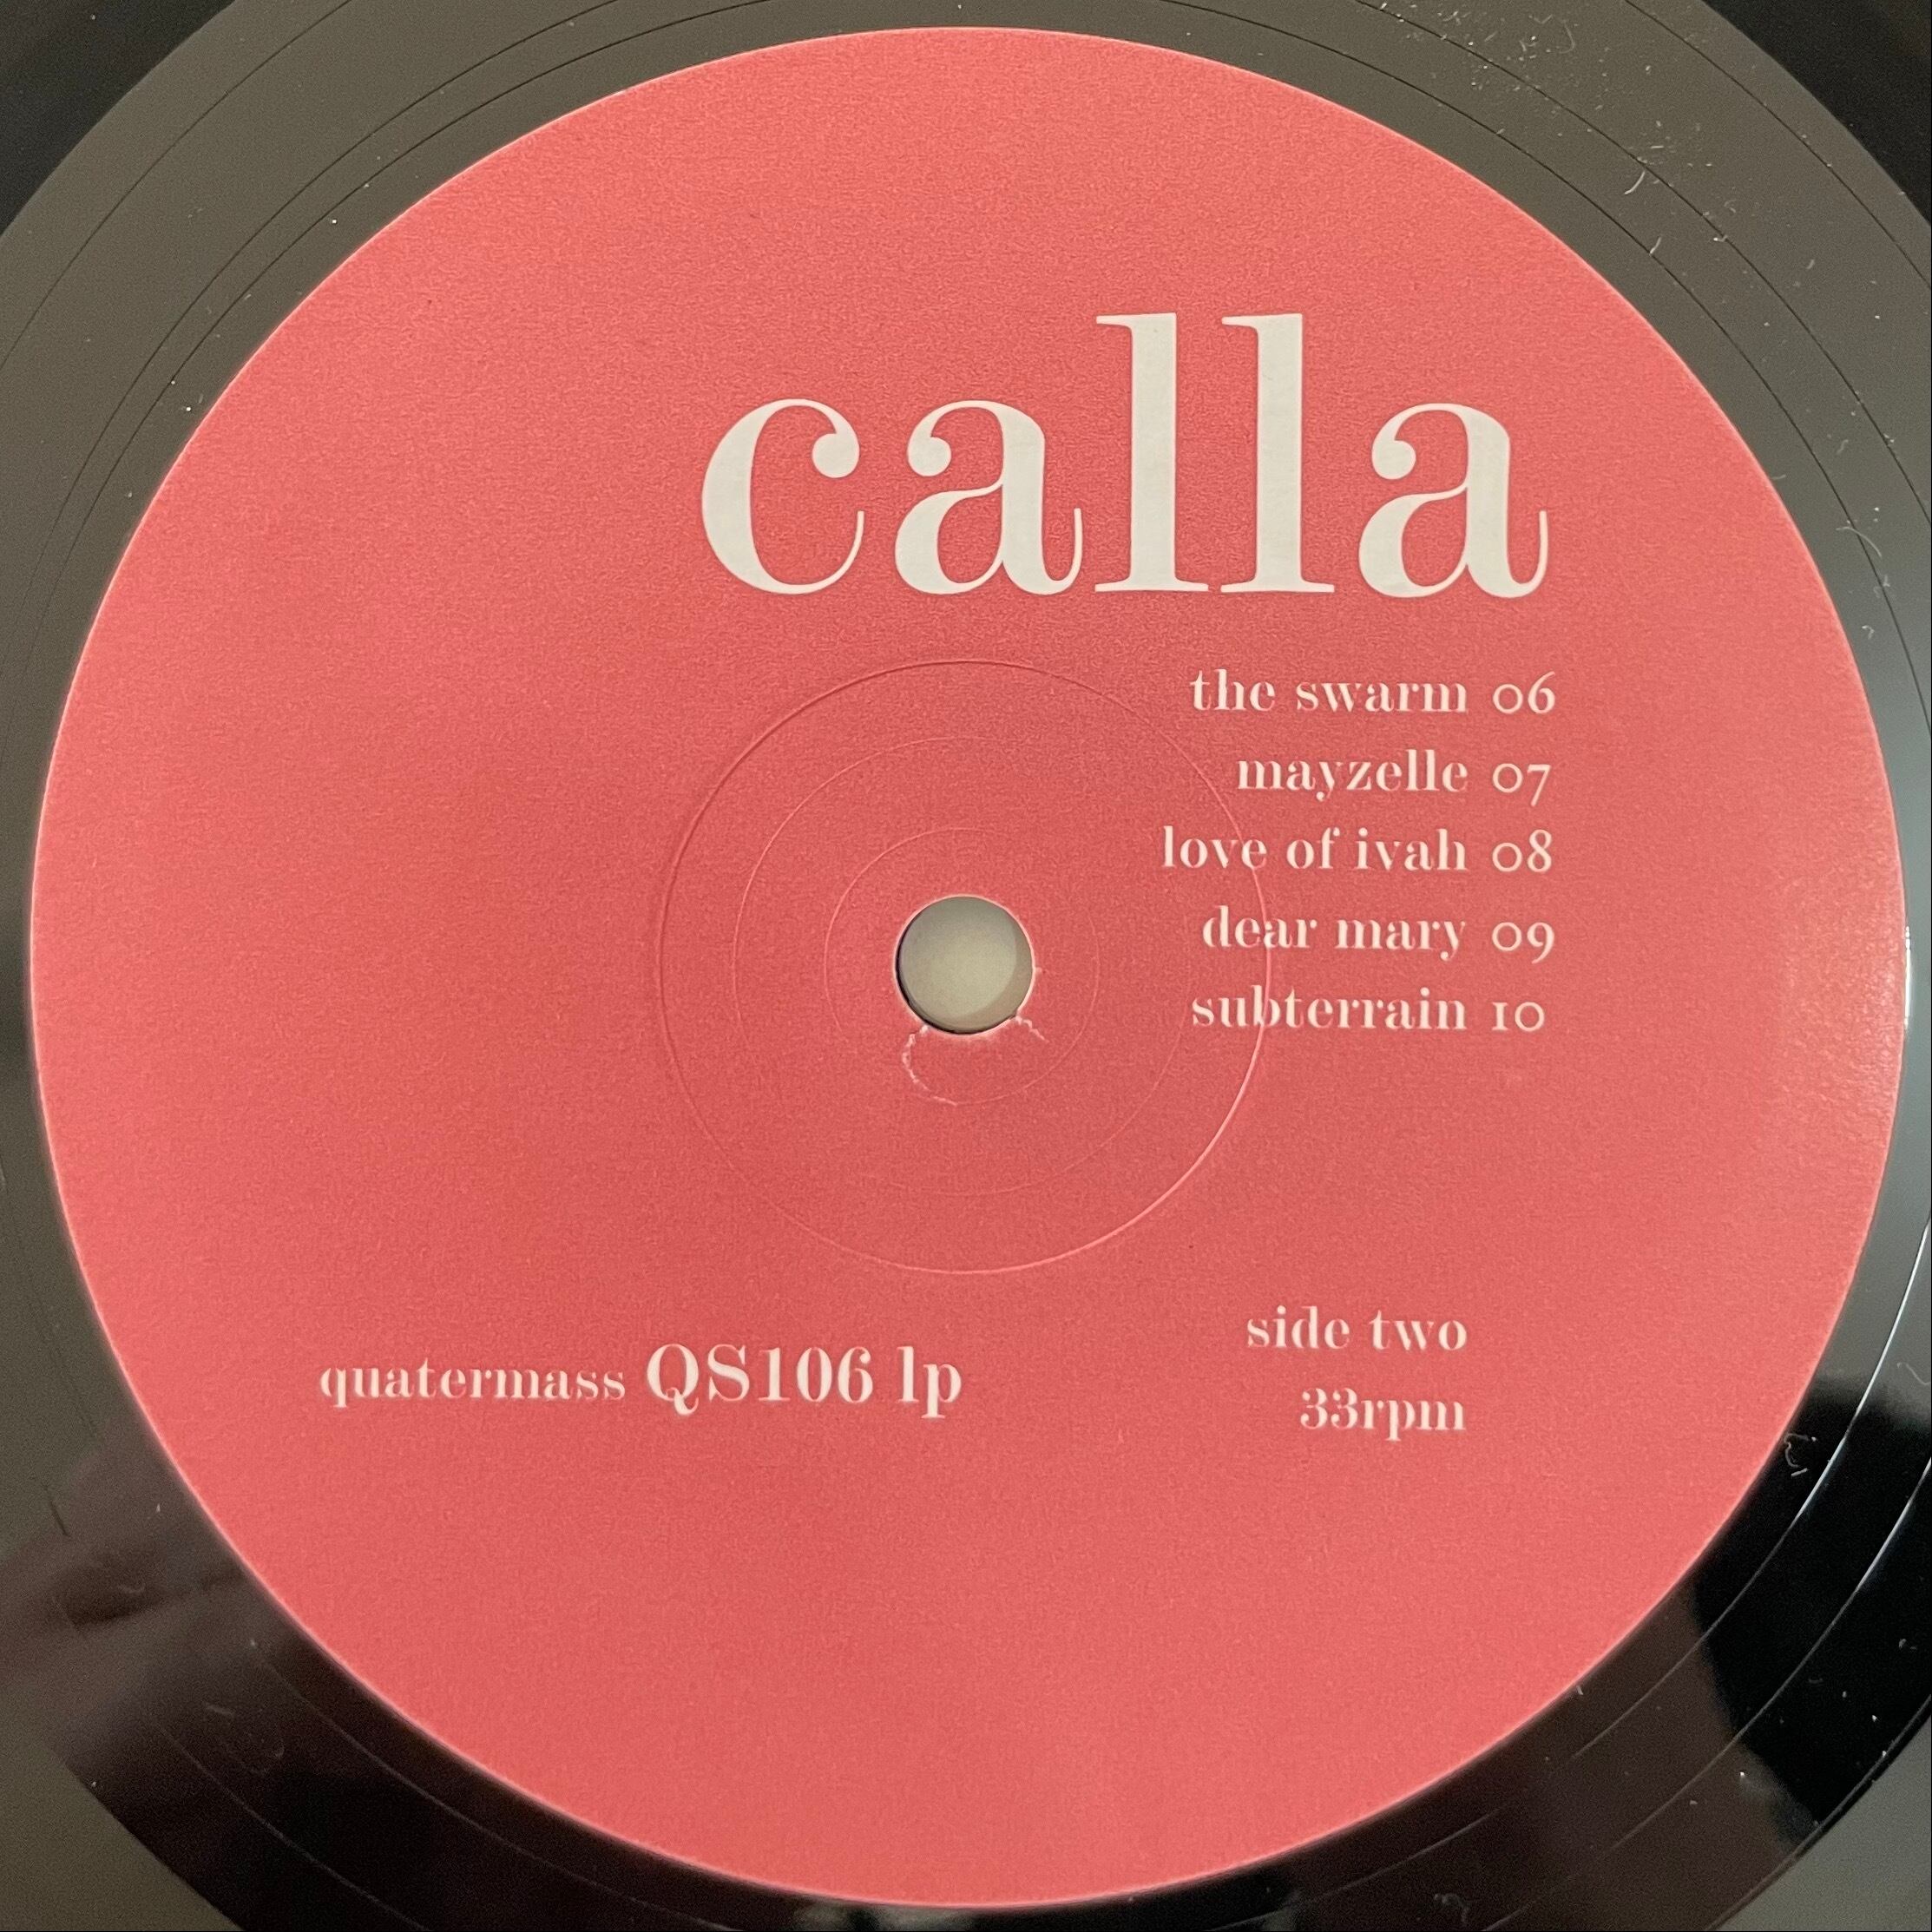 calla
the swarm 06
mayzelle 07
love of ivah 08
dear mary 09
subterrain 10
side two
quatermass QS106 lp
33rpm